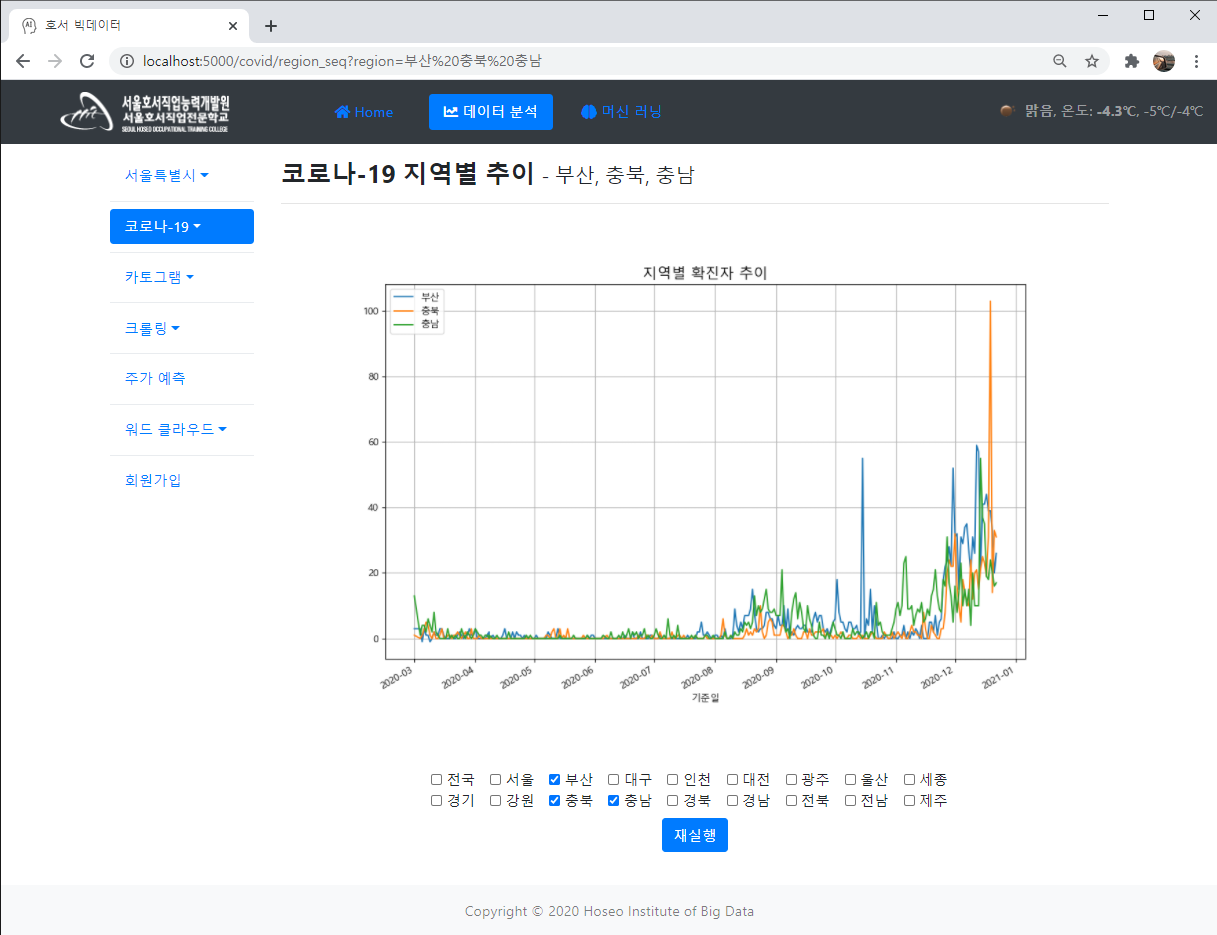 호서 빅데이터
localhost:5000/covid/region_seq?region=부산%20충북%20충남
서울호서직업능력개발원
서울호서직업전문학교
SEOUL HOSEO OCCUPATIONAL TRAINING COLLEGE
Home
데이터 분석
머신 러닝
맑음, 온도: -4.3℃, -5℃/-4℃
서울특별시
코로나-19
카토그램
크롤링
주가 예측
워드 클라우드
회원가입
코로나-19 지역별 추이 - 부산, 충북, 충남
지역별 확진자 추이
부산
충북
충남
100
80
60
40
20
0
2020-03 2020-04 2020-05 2020-06 2020-07 2020-08 2020-09 2020-10 2020-11 2020-12 2021-01
기준일
전국 서울 부산 대구 인천 대전 광주 울산 세종
경기 강원 충북 충남 경북 경남 전북 전남 제주
재실행
Copyright © 2020 Hoseo Institute of Big Data